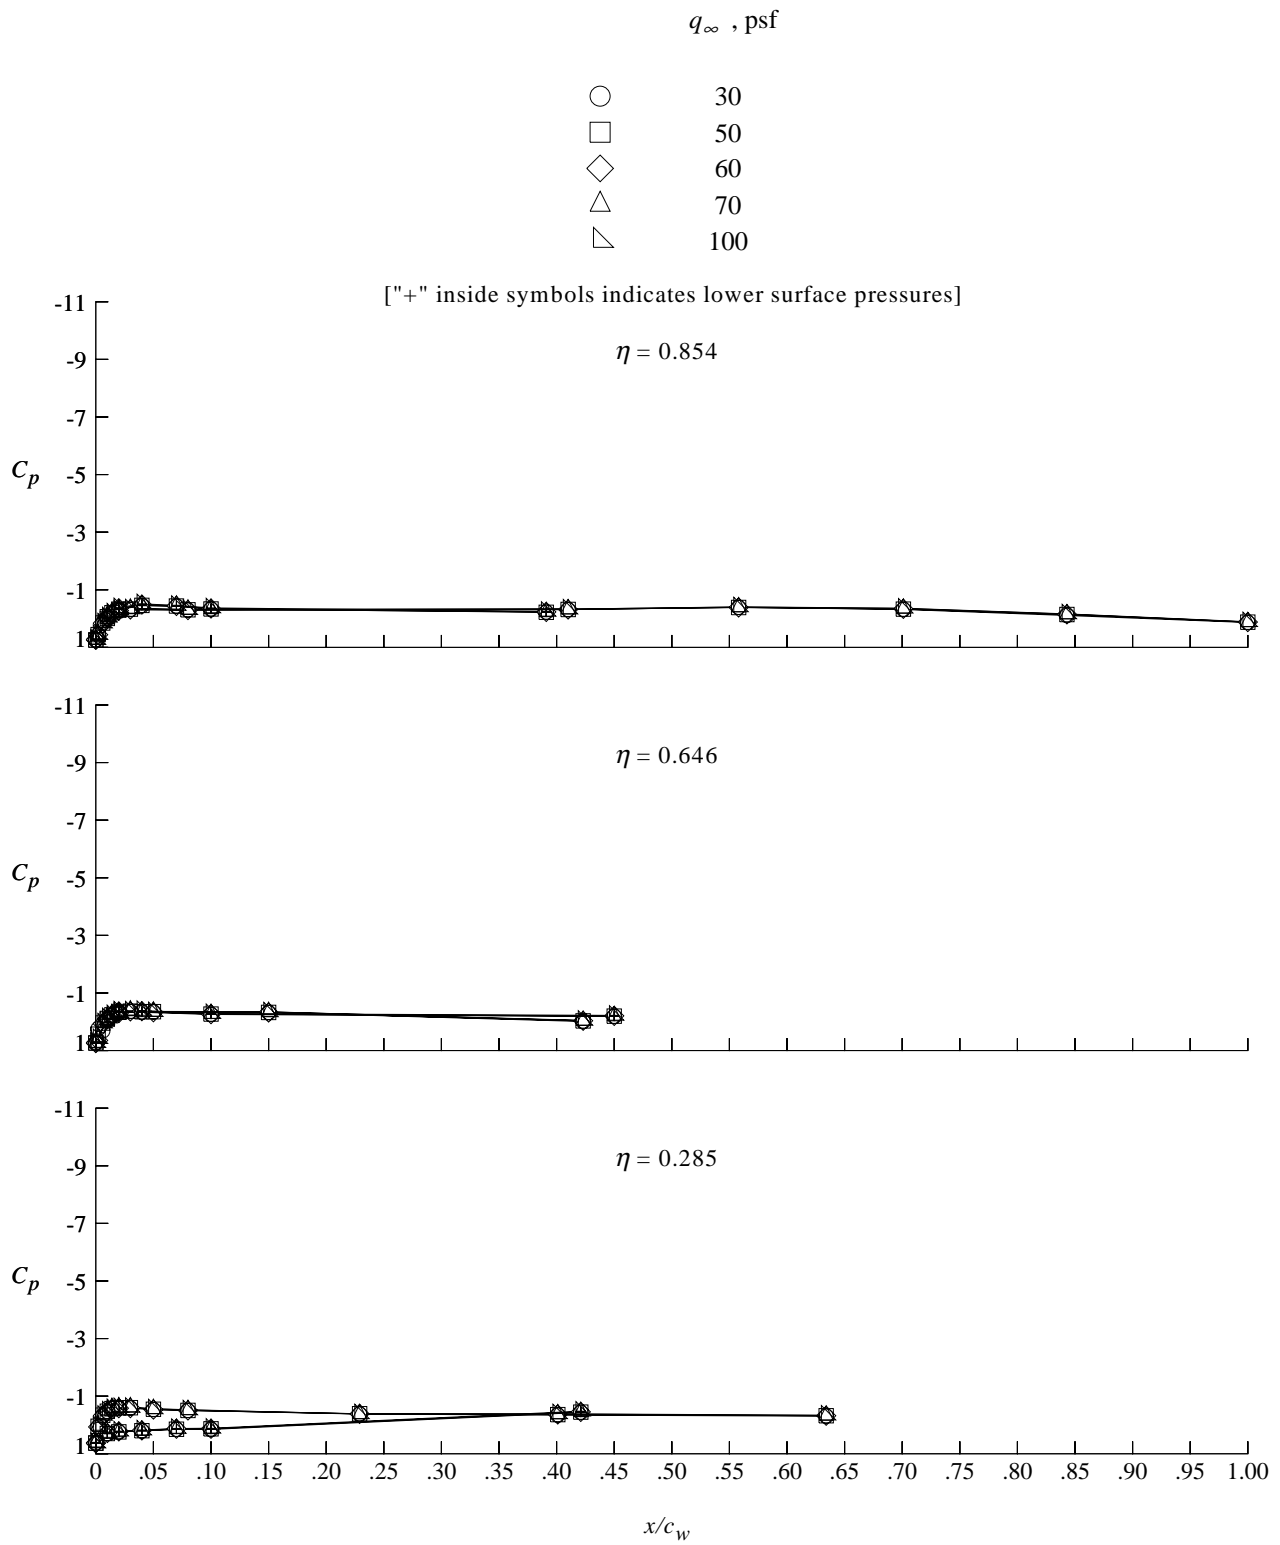 q∞ , psf
30
50
60
70
100
["+" inside symbols indicates lower surface pressures]
-11
-9
-7
-5
-3
-1
1
Cp
η = 0.854
-11
-9
-7
-5
-3
-1
1
Cp
η = 0.646
-11
-9
-7
-5
-3
-1
1
Cp
η = 0.285
0 .05 .10 .15 .20 .25 .30 .35 .40 .45 .50 .55 .60 .65 .70 .75 .80 .85 .90 .95 1.00
x/cw